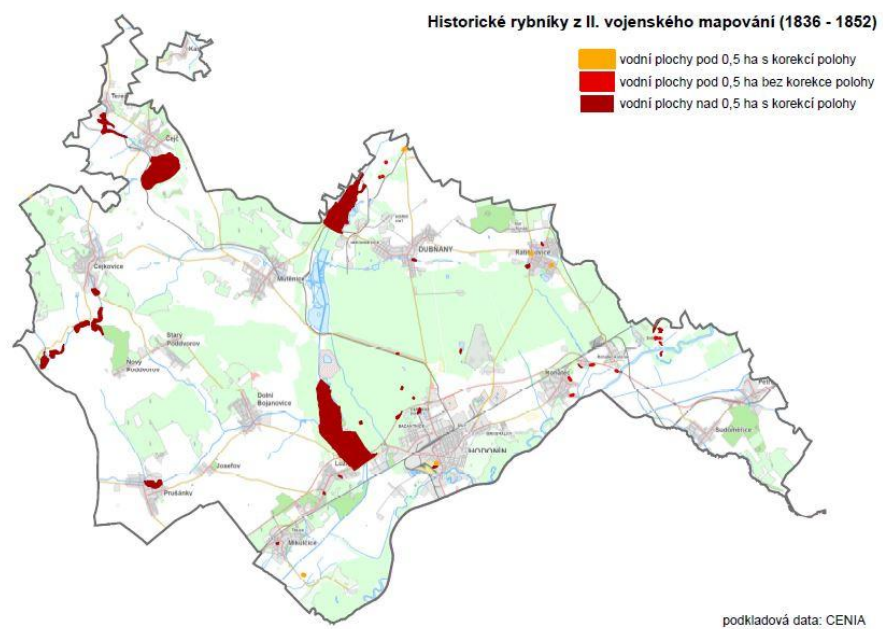 Historické rybníky z II. vojenského mapování (1836 - 1852)
vodní plochy pod 0,5 ha s korekcí polohy
vodní plochy pod 0,5 ha bez korekce polohy
vodní plochy nad 0,5 ha s korekcí polohy
Čejč
DUBŇANY
Čejkovice
Mutěnice
Starý
Poddvorov
Nový
Poddvorov
Dolní
Bojanovice
Rohatec
Sudoměřice
HODONÍN
Josefov
Prušánky
Mikulčice
podkladová data: CENIA